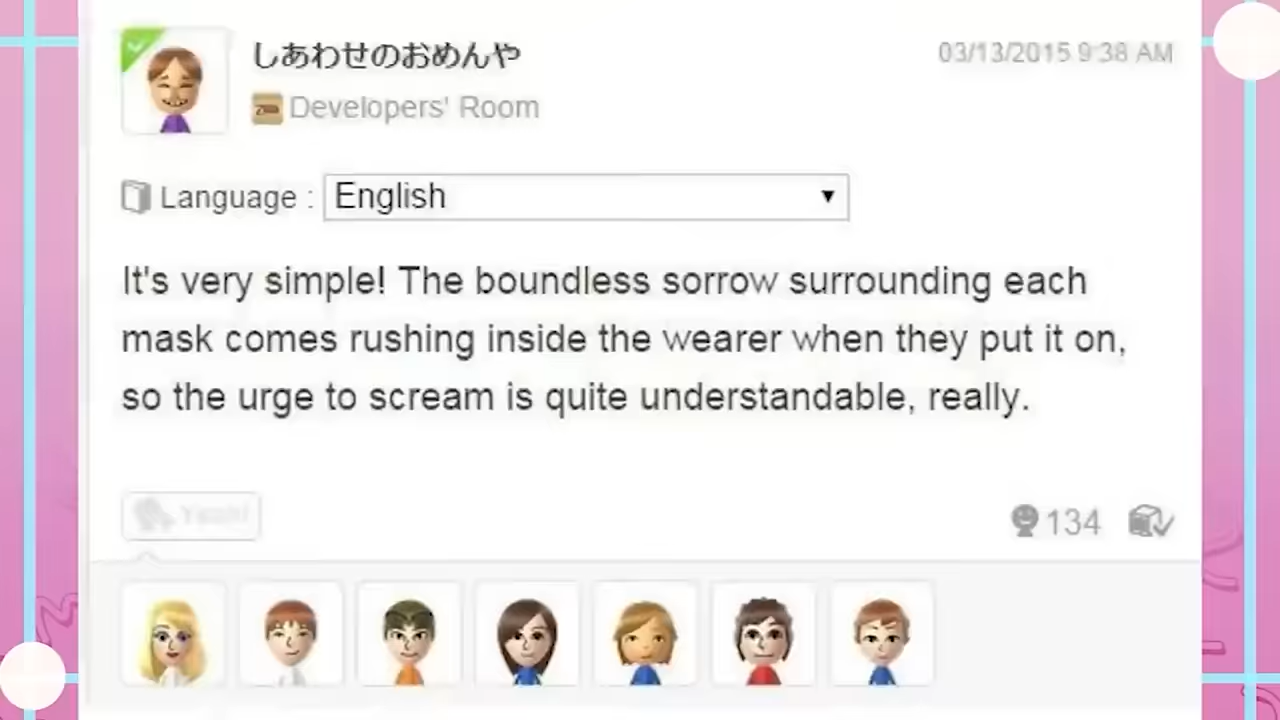 しあわせのおめんや
03/13/2015 9:38 AM
Developers' Room
Language :
English
It's very simple! The boundless sorrow surrounding each
mask comes rushing inside the wearer when they put it on,
so the urge to scream is quite understandable, really.
Yeah!
134